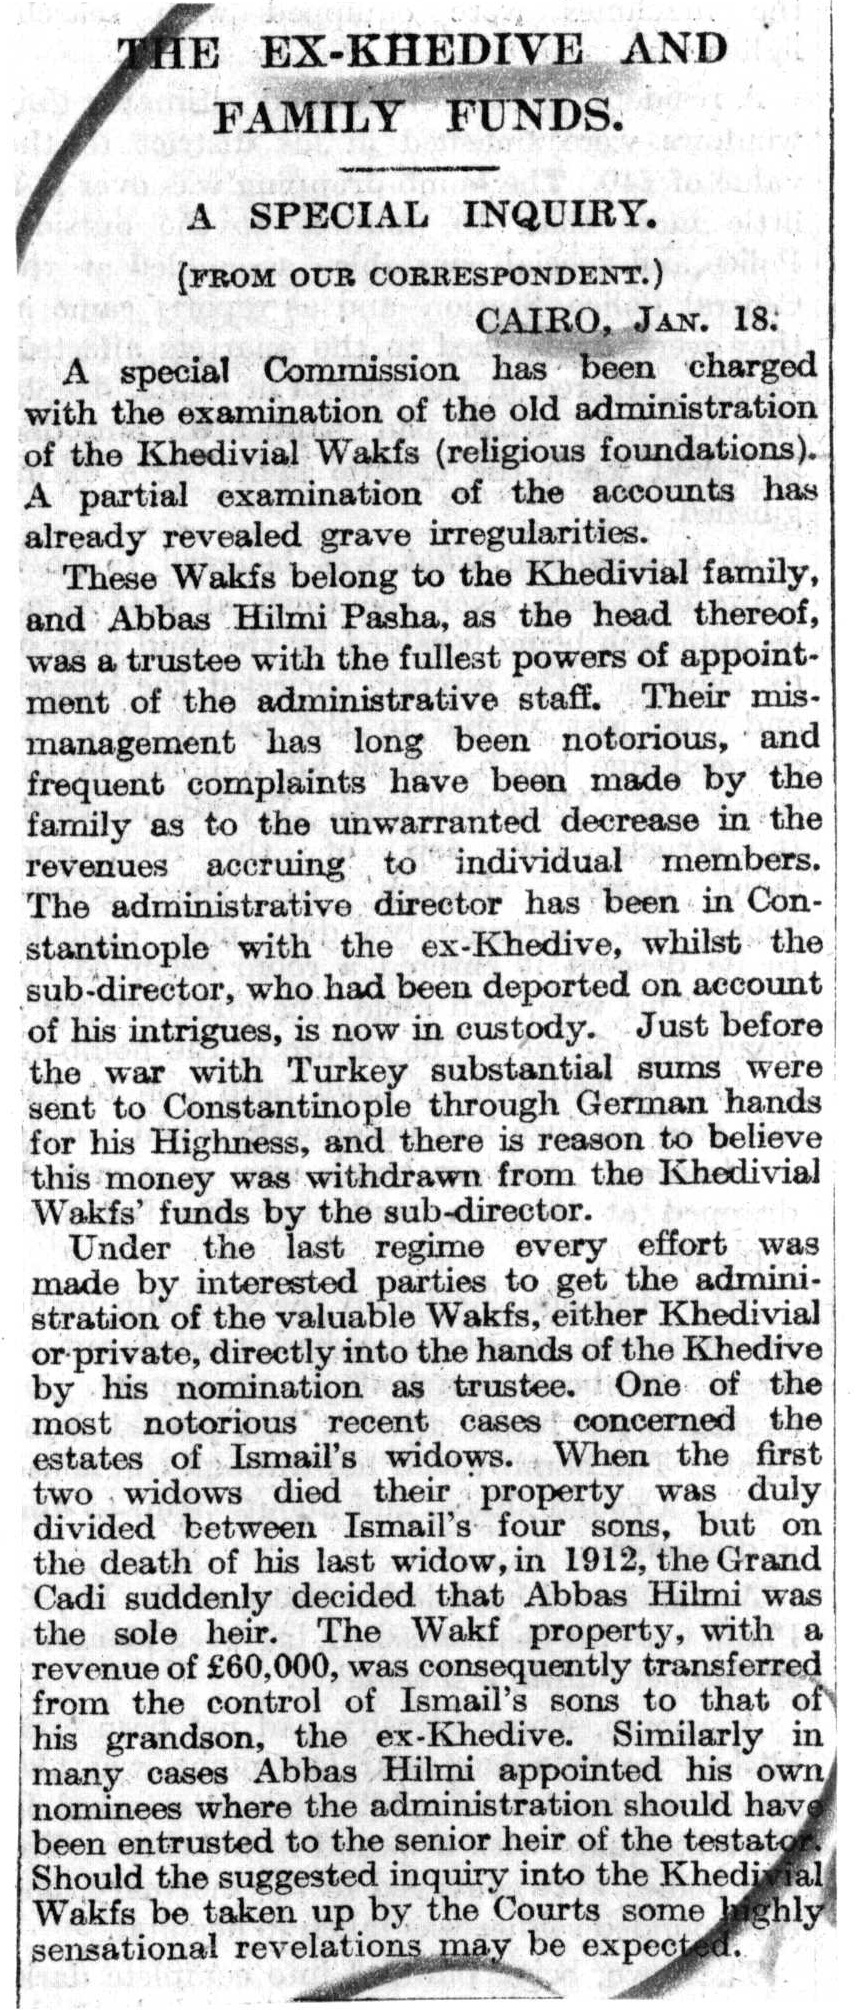 THE EX-KHEDIVE AND
FAMILY FUNDS.
A SPECIAL INQUIRY.
[FROM OUR CORRESPONDENT.)
CAIRO, JAN. 18.
A special Commission has been charged
with the examination of the old administration
of the Khedivial Wakfs (religious foundations).
A partial examination of the accounts has
already revealed grave irregularities.
These Wakfs belong to the Khedivial family,
and Abbas Hilmi Pasha, as the head thereof,
was a trustee with the fullest powers of appoint-
ment of the administrative staff. Their mis-
management has long been notorious, and
frequent complaints have been made by the
family as to the unwarranted decrease in the
revenues accruing to individual members.
The administrative director has been in Con-
stantinople with the ex-Khedive, whilst the
sub-director, who had been deported on account
of his intrigues, is now in custody. Just before
the war with Turkey substantial sums were
sent to Constantinople through German hands
for his Highness, and there is reason to believe
this money was withdrawn from the Khedivial
Wakfs' funds by the sub-director.
Under the last regime every effort was
made by interested parties to get the admini-
stration of the valuable Wakfs, either Khedivial
or private, directly into the hands of the Khedive
by his nomination as trustee. One of the
most notorious recent cases concerned the
estates of Ismail's widows. When the first
two widows died their property was duly
divided between Ismail's four sons, but on
the death of his last widow, in 1912, the Grand
Cadi suddenly decided that Abbas Hilmi was
the sole heir. The Wakf property, with a
revenue of £60,000, was consequently transferred
from the control of Ismail's sons to that of
his grandson, the ex-Khedive. Similarly in
many cases Abbas Hilmi appointed his own
nominees where the administration should have
been entrusted to the senior heir of the testator.
Should the suggested inquiry into the Khedivial
Wakfs be taken up by the Courts some highly
sensational revelations may be expected.